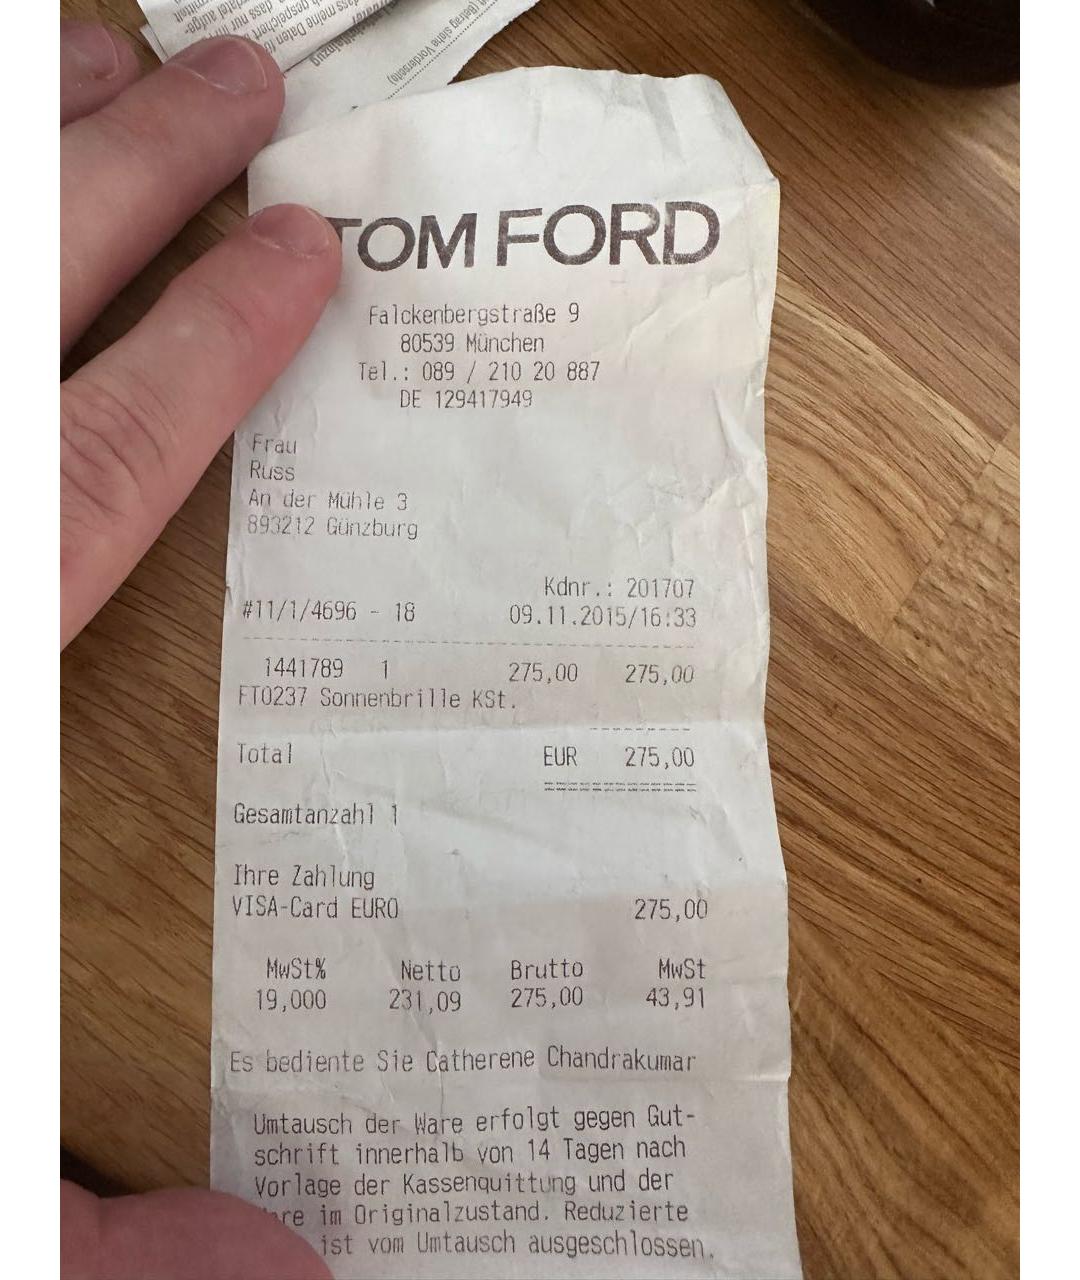 (Betrag siehe Vorderseite)
TOM FORD
Falckenbergstraße 9
80539 München
Tel.: 089 / 210 20 887
DE 129417949
Frau
Russ
An der Mühle 3
893212 Günzburg
Kdnr.: 201707
#11/1/4696 - 18 09.11.2015/16:33
1441789 1 275,00 275,00
FT0237 Sonnenbrille KSt.
Total EUR 275,00
Gesamtanzahl 1
Ihre Zahlung
VISA-Card EURO 275,00
MwSt% Netto Brutto MwSt
19,000 231,09 275,00 43,91
Es bediente Sie Catherene Chandrakumar
Umtausch der Ware erfolgt gegen Gut-
schrift innerhalb von 14 Tagen nach
Vorlage der Kassenquittung und der
im Originalzustand. Reduzierte
ist vom Umtausch ausgeschlossen.